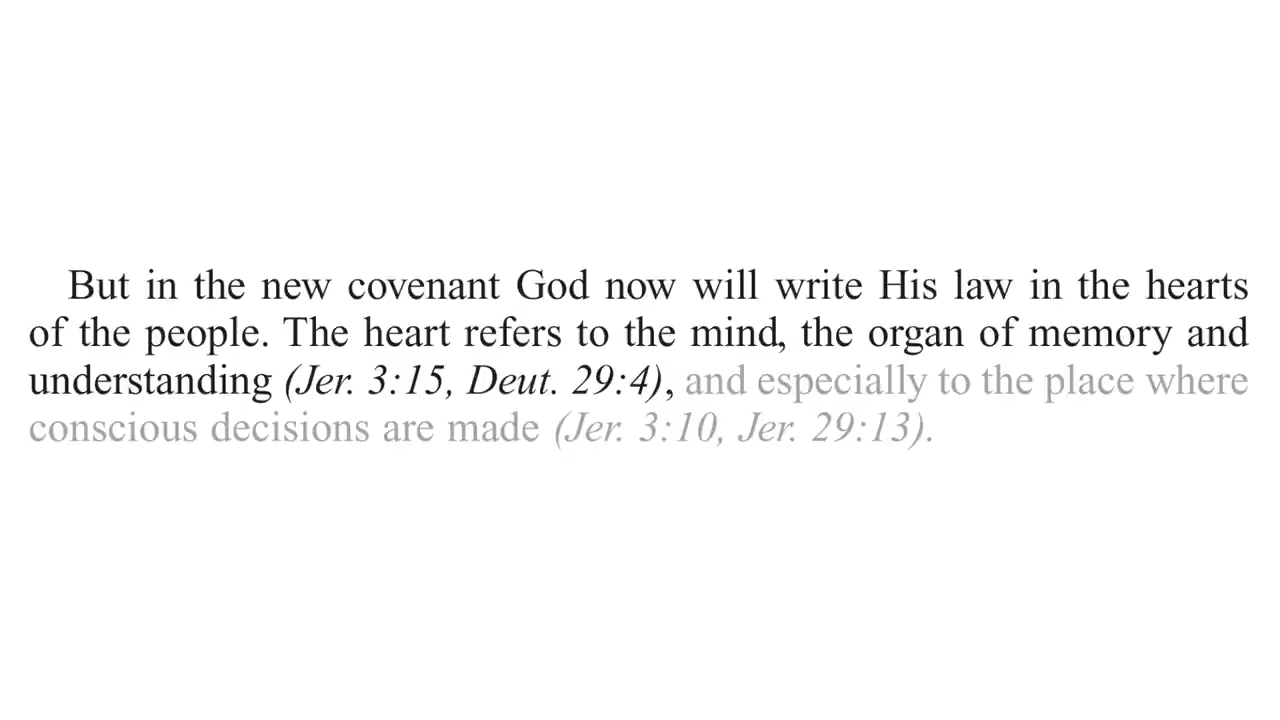 But in the new covenant God now will write His law in the hearts
of the people. The heart refers to the mind, the organ of memory and
understanding (Jer. 3:15, Deut. 29:4), and especially to the place where
conscious decisions are made (Jer. 3:10, Jer. 29:13).